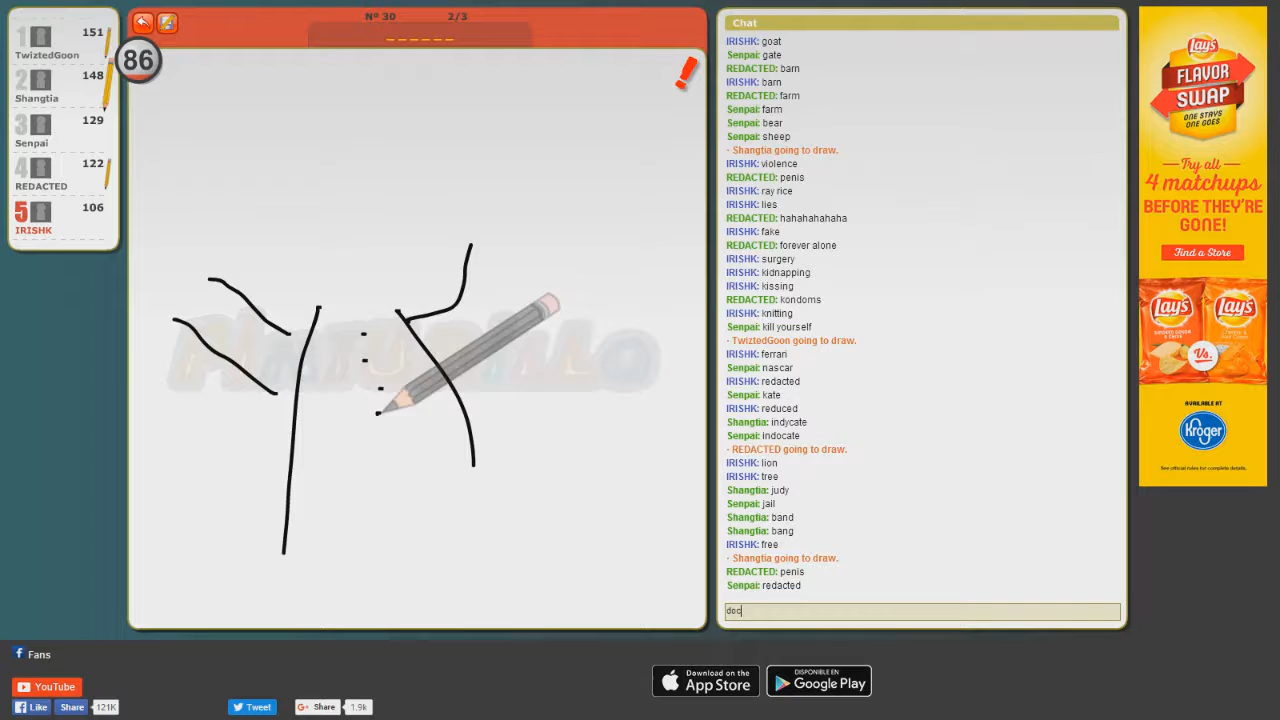 Nº 30 2/3
1 TwiztedGoon 151
2 Shangtia 148
3 Senpai 129
4 REDACTED 122
5 IRISHK 106
86
Chat
IRISHK: goat
Senpai: gate
REDACTED: barn
IRISHK: barn
REDACTED: farm
Senpai: farm
Senpai: bear
Senpai: sheep
- Shangtia going to draw.
IRISHK: violence
REDACTED: penis
IRISHK: ray rice
IRISHK: lies
REDACTED: hahahahahaha
IRISHK: fake
REDACTED: forever alone
IRISHK: surgery
IRISHK: kidnapping
IRISHK: kissing
REDACTED: kondoms
IRISHK: knitting
Senpai: kill yourself
- TwiztedGoon going to draw.
IRISHK: ferrari
Senpai: nascar
IRISHK: redacted
Senpai: kate
IRISHK: reduced
Shangtia: indycate
Senpai: indocate
- REDACTED going to draw.
IRISHK: lion
IRISHK: tree
Shangtia: judy
Senpai: jail
Shangtia: band
Shangtia: bang
IRISHK: free
- Shangtia going to draw.
REDACTED: penis
Senpai: redacted
doc
Lay's
FLAVOR
SWAP
ONE STAYS
ONE GOES
Try all
4 matchups
BEFORE THEY'RE
GONE!
Find a Store
Lay's
Lay's
Vs.
AVAILABLE AT
Kroger
See official rules for complete details.
Fans
YouTube
Like Share 121K
Tweet
Share 1.9k
Download on the
App Store
DISPONIBLE EN
Google Play